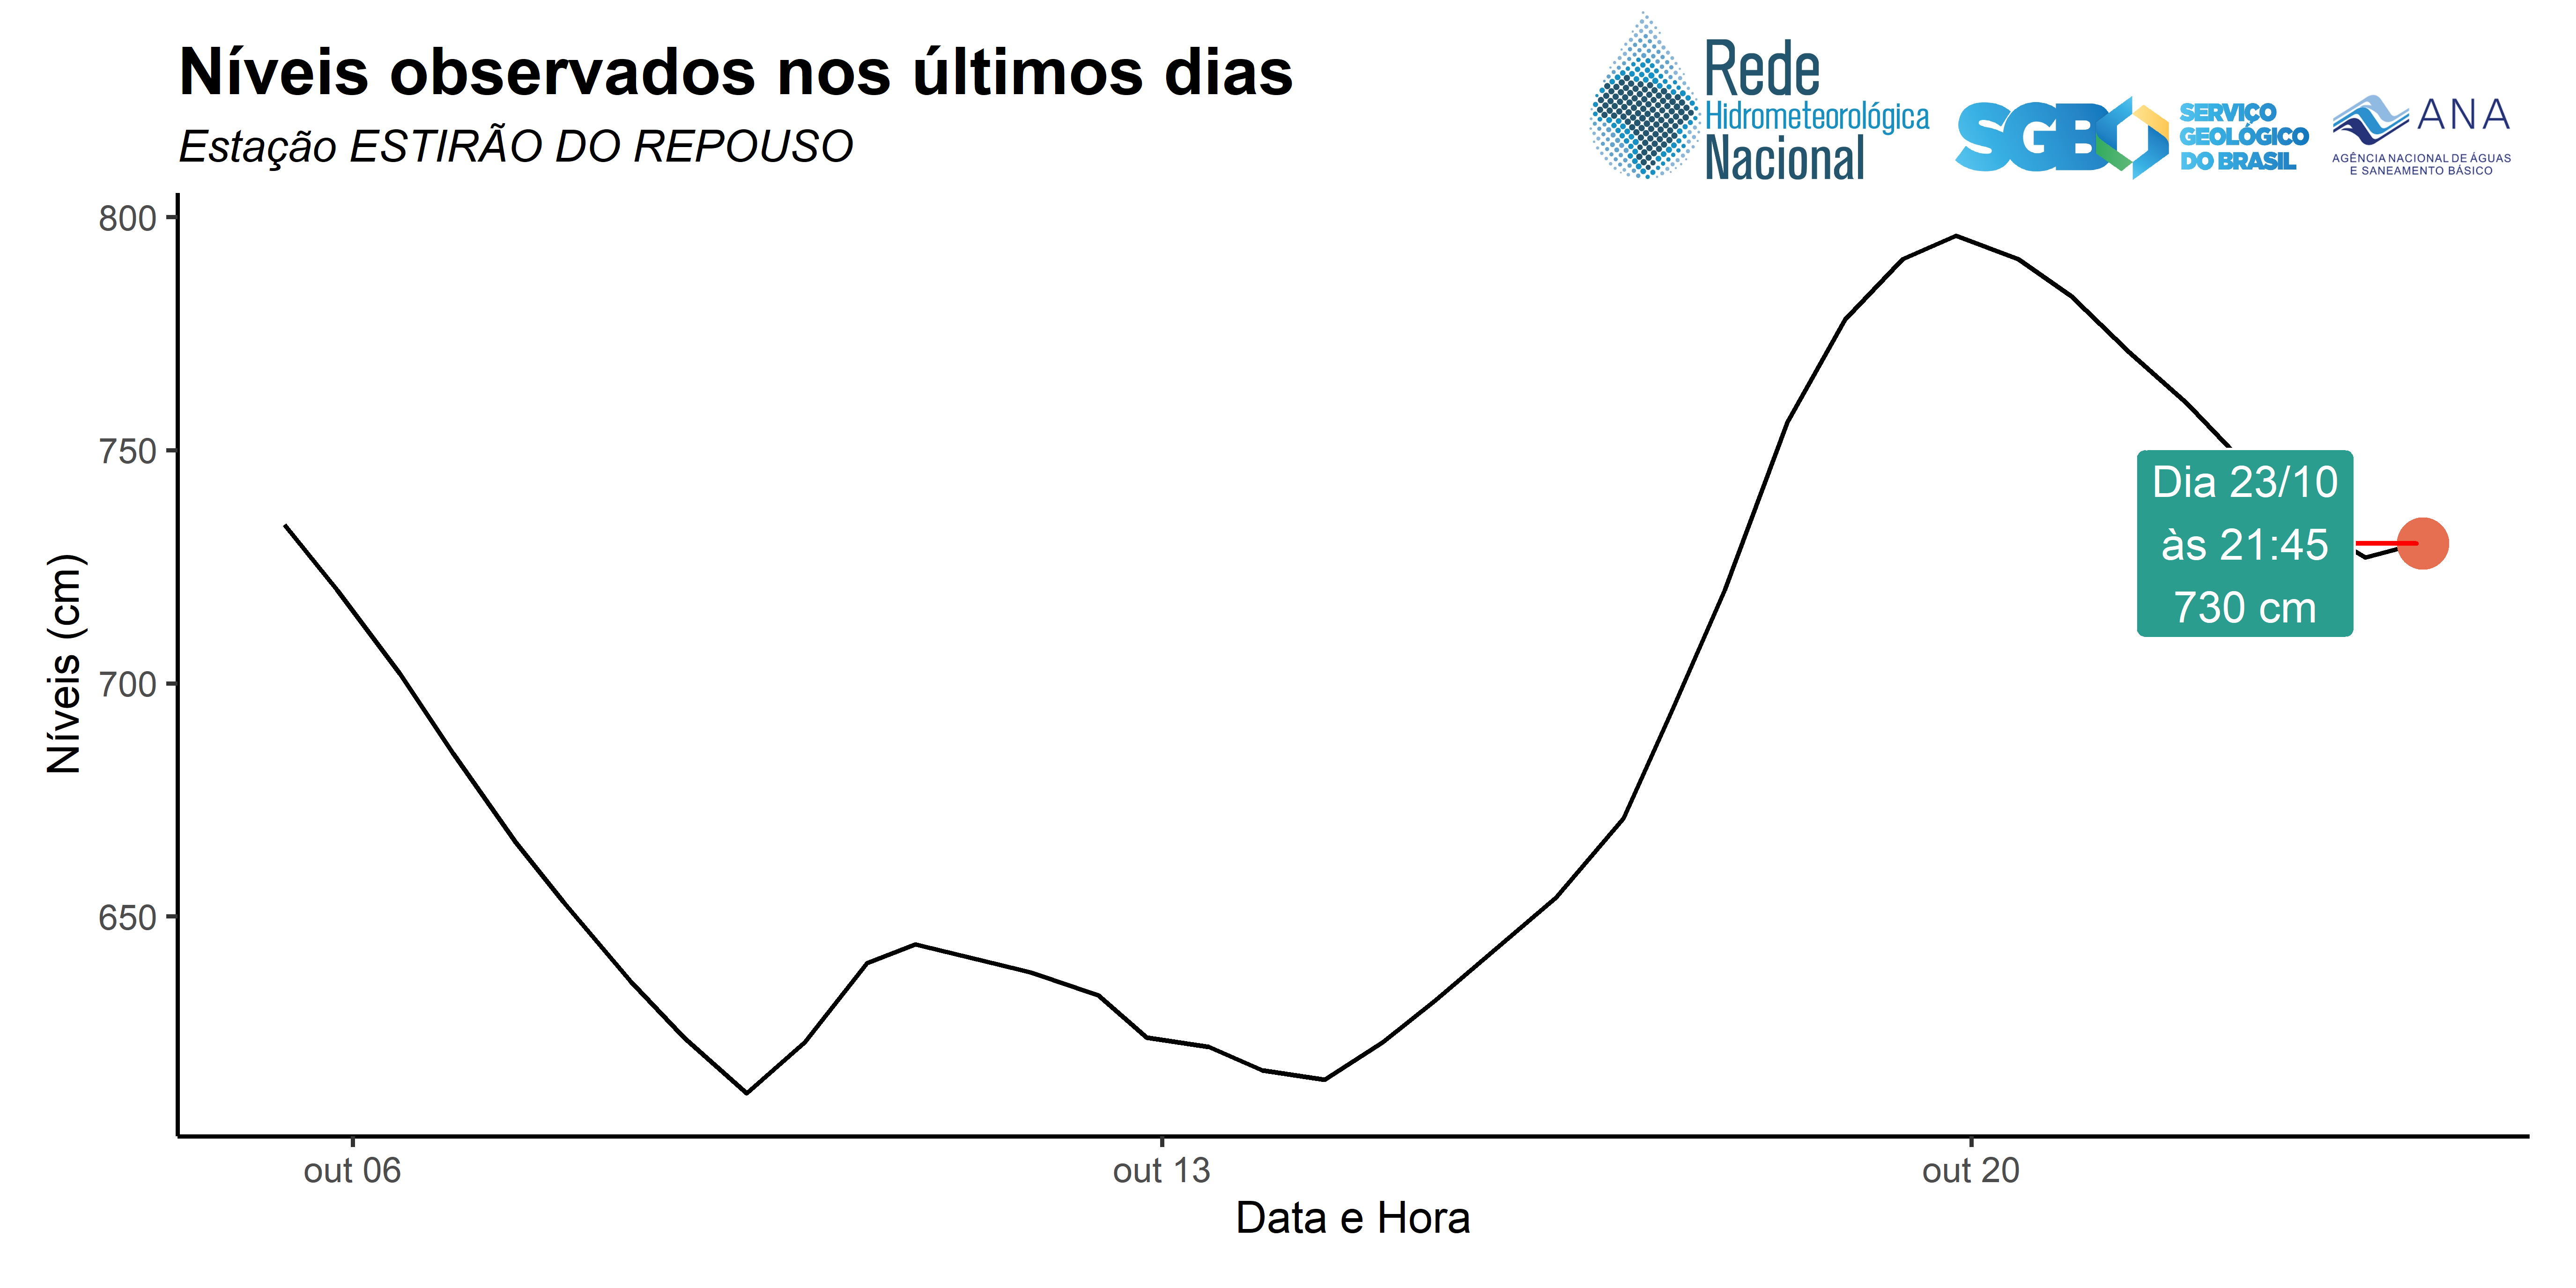 Níveis observados nos últimos dias
Estação ESTIRÃO DO REPOUSO
Rede
Hidrometeorológica
Nacional
SGB
SERVIÇO
GEOLÓGICO
DO BRASIL
ANA
AGÊNCIA NACIONAL DE ÁGUAS
E SANEAMENTO BÁSICO
Níveis (cm)
800
750
700
650
Dia 23/10
às 21:45
730 cm
out 06
out 13
out 20
Data e Hora